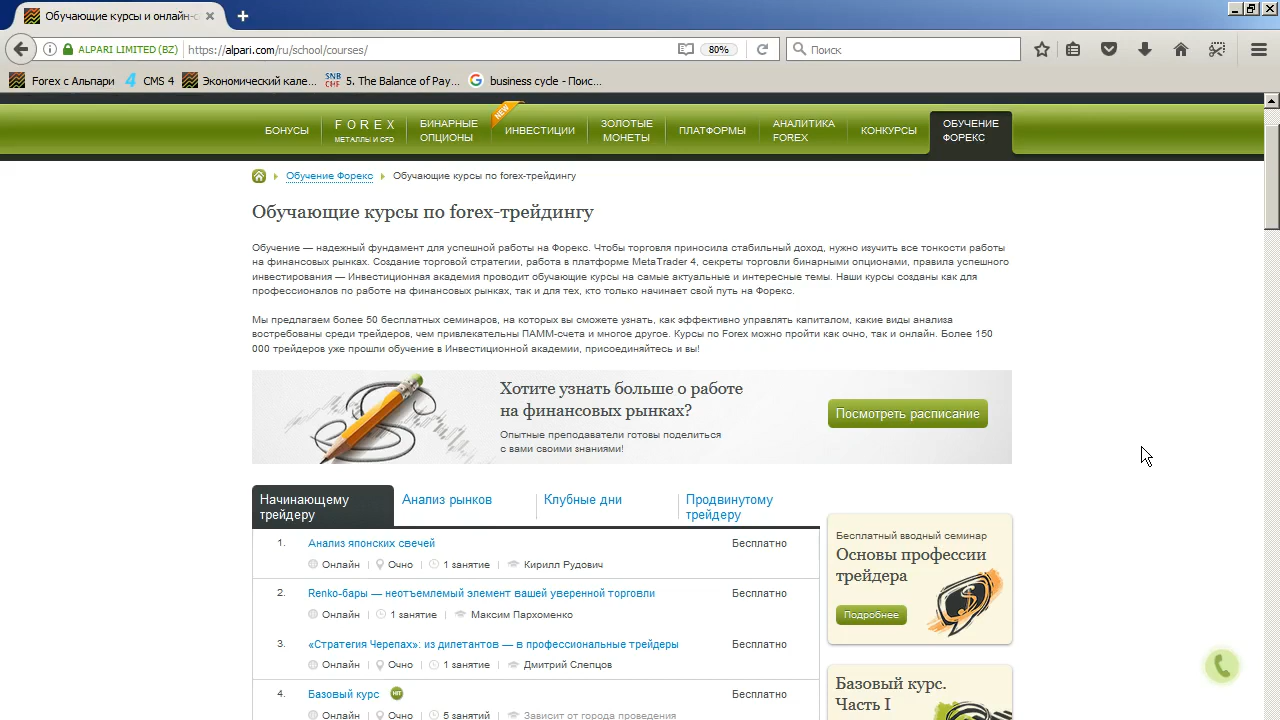 Обучающие курсы и онлайн-с
ALPARI LIMITED (BZ)
https://alpari.com/ru/school/courses/
80%
Поиск
Forex с Альпари
CMS 4
Экономический кале...
SNB
CHF
5. The Balance of Pay...
business cycle - Поис...
БОНУСЫ
FOREX
МЕТАЛЛЫ И CFD
БИНАРНЫЕ
ОПЦИОНЫ
NEW
ИНВЕСТИЦИИ
ЗОЛОТЫЕ
МОНЕТЫ
ПЛАТФОРМЫ
АНАЛИТИКА
FOREX
КОНКУРСЫ
ОБУЧЕНИЕ
ФОРЕКС
Обучение Форекс
Обучающие курсы по forex-трейдингу
Обучающие курсы по forex-трейдингу
Обучение — надежный фундамент для успешной работы на Форекс. Чтобы торговля приносила стабильный доход, нужно изучить все тонкости работы
на финансовых рынках. Создание торговой стратегии, работа в платформе MetaTrader 4, секреты торговли бинарными опционами, правила успешного
инвестирования — Инвестиционная академия проводит обучающие курсы на самые актуальные и интересные темы. Наши курсы созданы как для
профессионалов по работе на финансовых рынках, так и для тех, кто только начинает свой путь на Форекс.
Мы предлагаем более 50 бесплатных семинаров, на которых вы сможете узнать, как эффективно управлять капиталом, какие виды анализа
востребованы среди трейдеров, чем привлекательны ПАММ-счета и многое другое. Курсы по Forex можно пройти как очно, так и онлайн. Более 150
000 трейдеров уже прошли обучение в Инвестиционной академии, присоединяйтесь и вы!
Хотите узнать больше о работе
на финансовых рынках?
Опытные преподаватели готовы поделиться
с вами своими знаниями!
Посмотреть расписание
Начинающему
трейдеру
Анализ рынков
Клубные дни
Продвинутому
трейдеру
1. Анализ японских свечей Бесплатно
Онлайн | Очно | 1 занятие | Кирилл Рудович
2. Renko-бары — неотъемлемый элемент вашей уверенной торговли Бесплатно
Онлайн | 1 занятие | Максим Пархоменко
3. «Стратегия Черепах»: из дилетантов — в профессиональные трейдеры Бесплатно
Онлайн | Очно | 1 занятие | Дмитрий Слепцов
4. Базовый курс HIT Бесплатно
Онлайн | Очно | 5 занятий | Зависит от города проведения
Бесплатный вводный семинар
Основы профессии
трейдера
Подробнее
Базовый курс.
Часть I